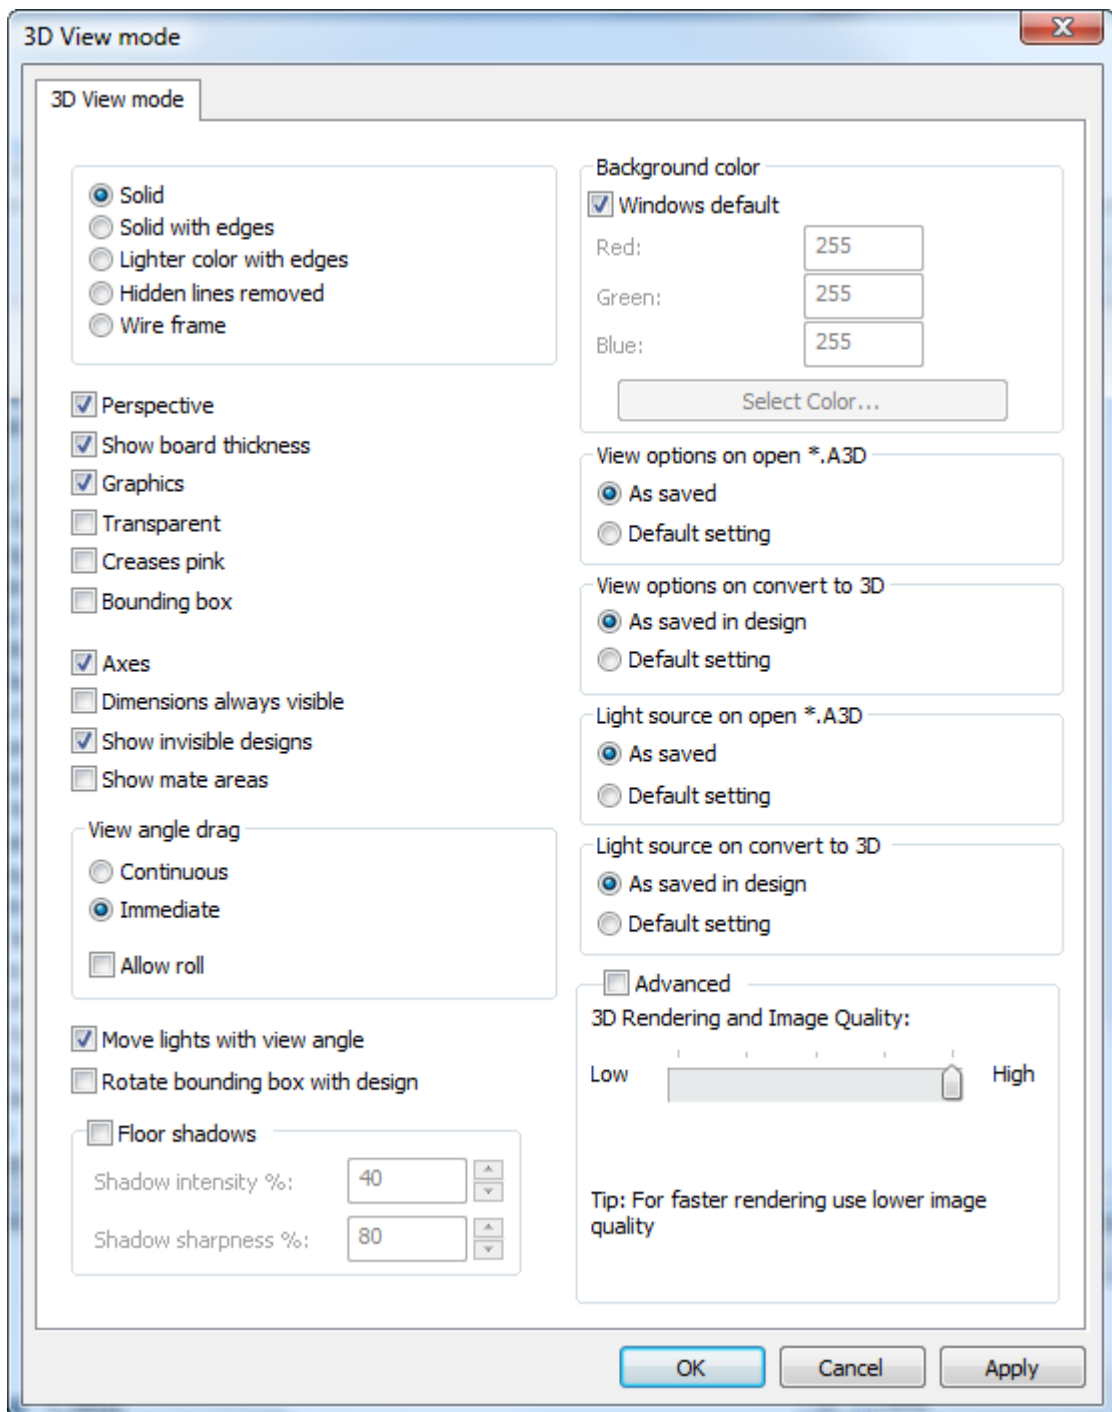 3D View mode
3D View mode
Solid
Solid with edges
Lighter color with edges
Hidden lines removed
Wire frame
Perspective
Show board thickness
Graphics
Transparent
Creases pink
Bounding box
Axes
Dimensions always visible
Show invisible designs
Show mate areas
View angle drag
Continuous
Immediate
Allow roll
Move lights with view angle
Rotate bounding box with design
Floor shadows
Shadow intensity %: 40
Shadow sharpness %: 80
Background color
Windows default
Red: 255
Green: 255
Blue: 255
Select Color...
View options on open *.A3D
As saved
Default setting
View options on convert to 3D
As saved in design
Default setting
Light source on open *.A3D
As saved
Default setting
Light source on convert to 3D
As saved in design
Default setting
Advanced
3D Rendering and Image Quality:
Low High
Tip: For faster rendering use lower image
quality
OK Cancel Apply